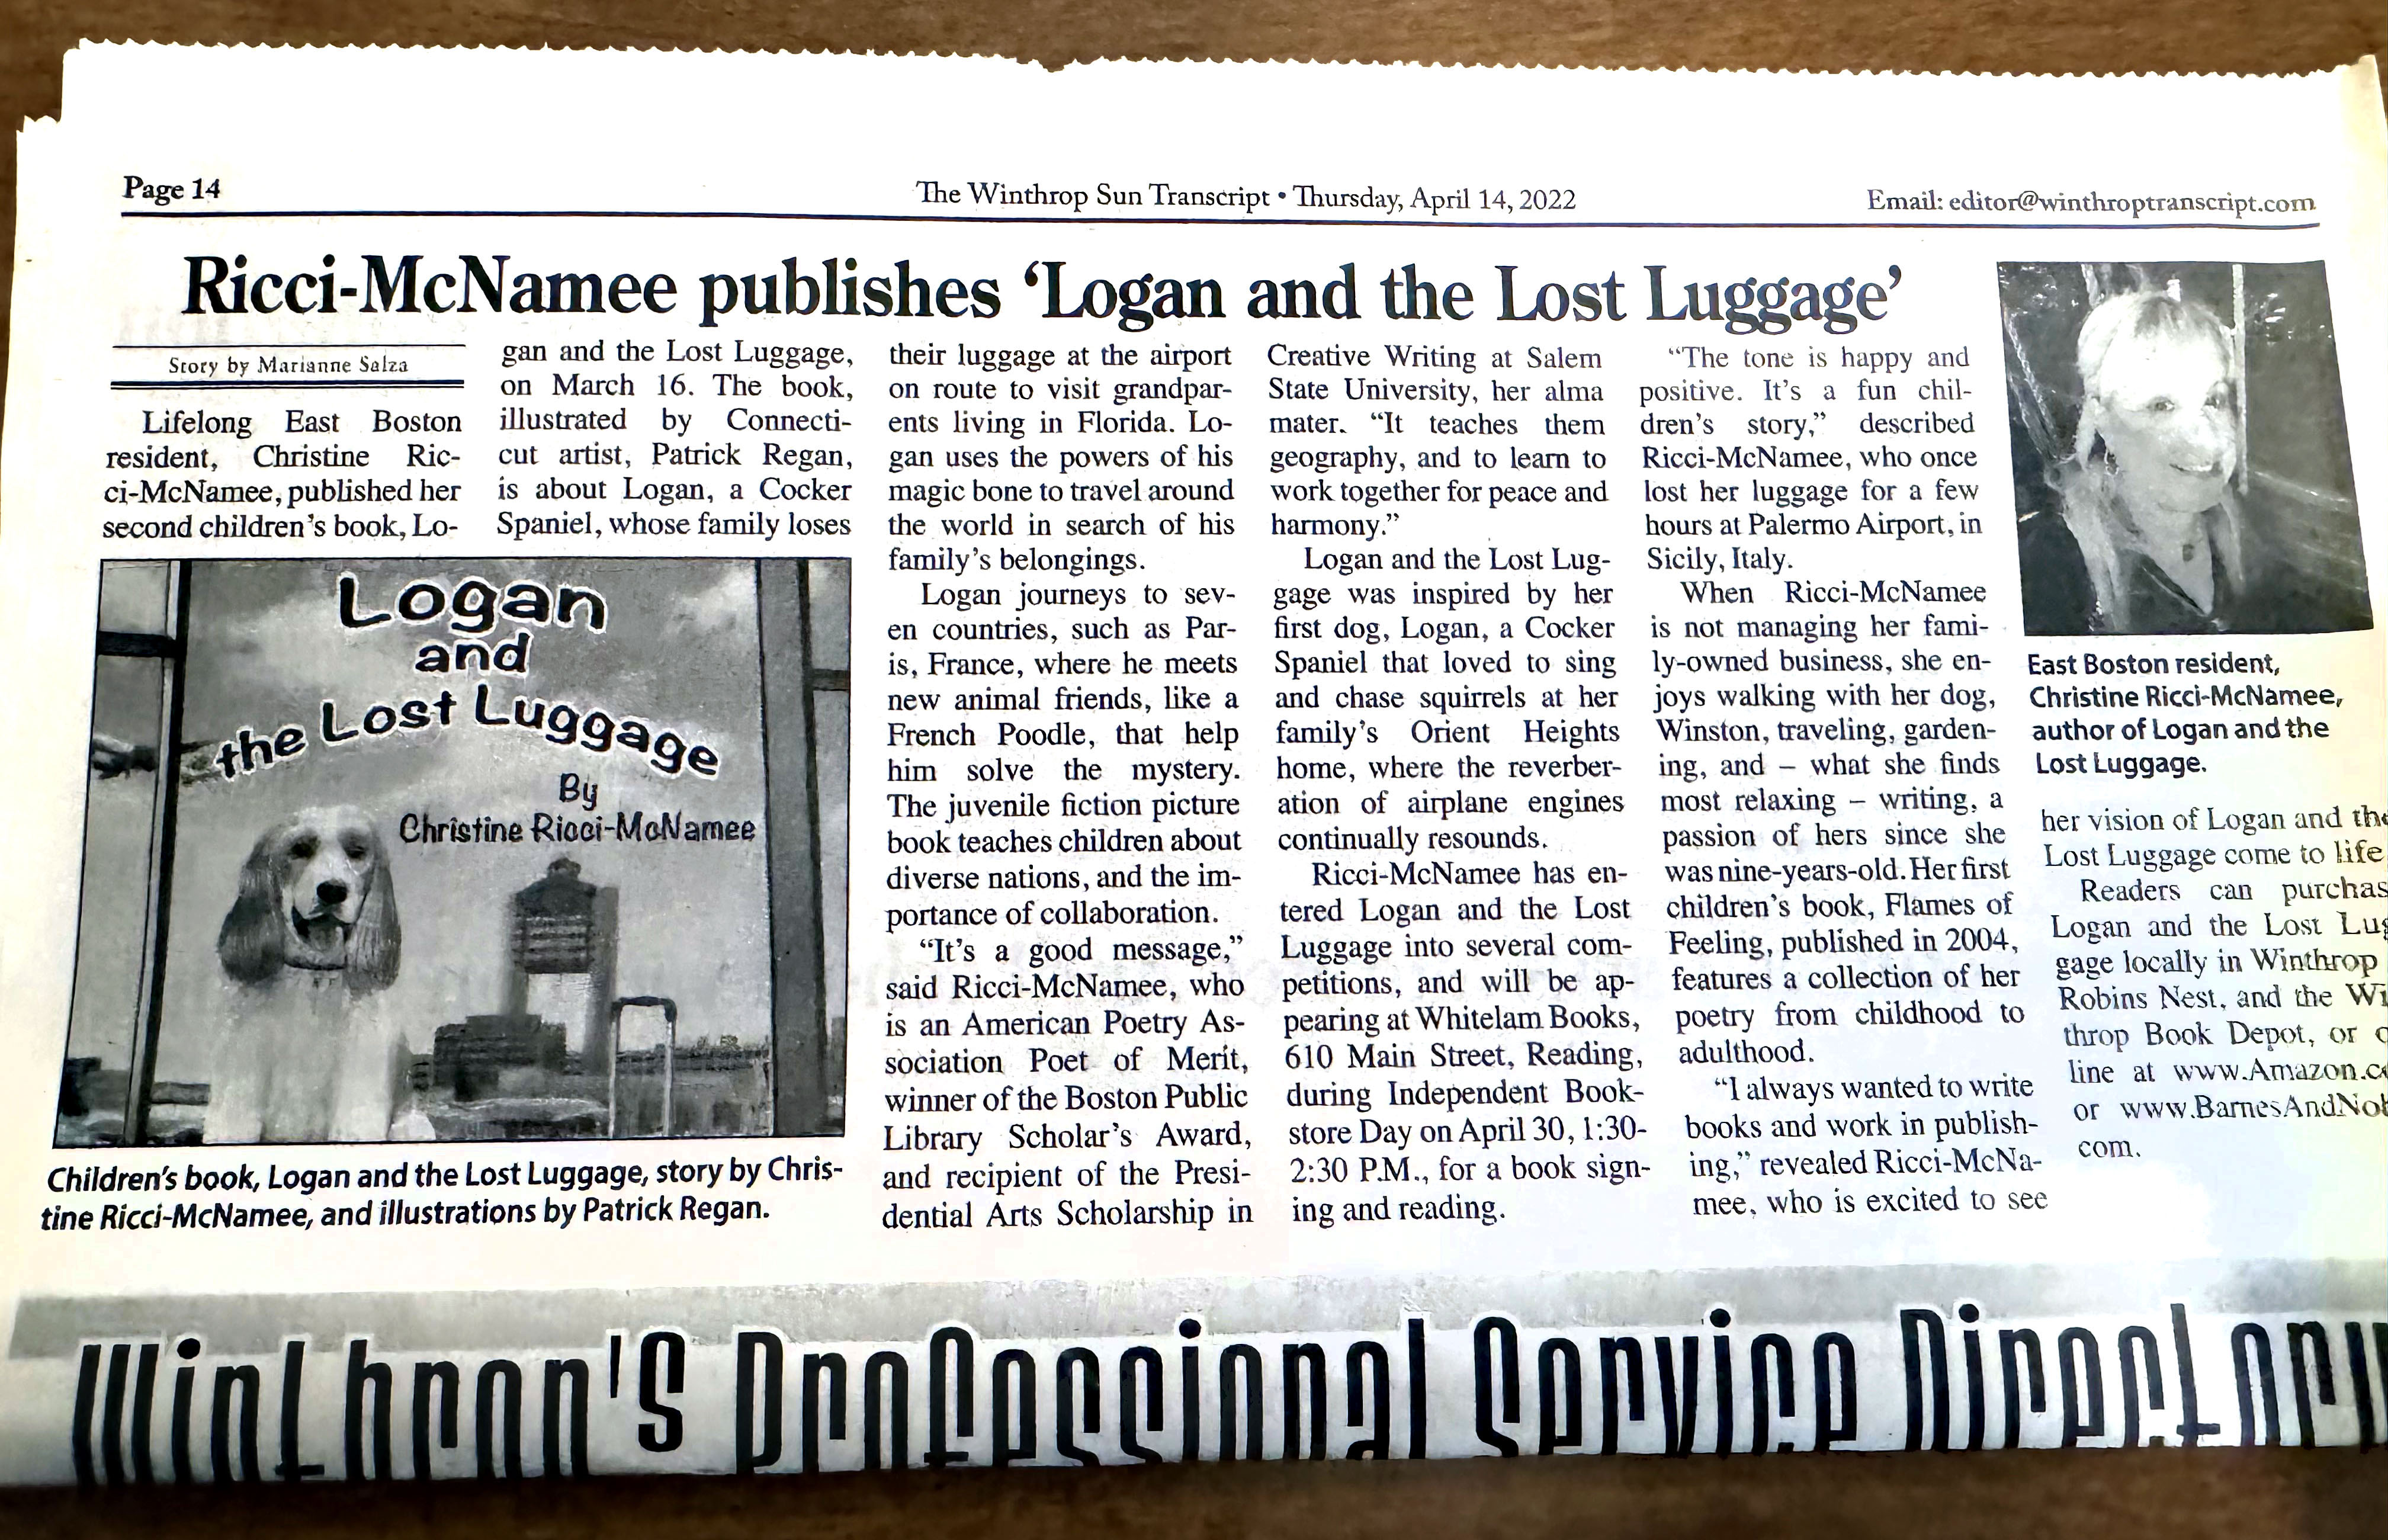 Page 14
The Winthrop Sun Transcript • Thursday, April 14, 2022
Email: editor@winthroptranscript.com
Ricci-McNamee publishes ‘Logan and the Lost Luggage’
Story by Marianne Salza
Lifelong East Boston
resident, Christine Ric-
ci-McNamee, published her
second children’s book, Lo-
gan and the Lost Luggage,
on March 16. The book,
illustrated by Connecti-
cut artist, Patrick Regan,
is about Logan, a Cocker
Spaniel, whose family loses
Logan
and
the Lost Luggage
By
Christine Ricci-McNamee
Children’s book, Logan and the Lost Luggage, story by Chris-
tine Ricci-McNamee, and illustrations by Patrick Regan.
their luggage at the airport
on route to visit grandpar-
ents living in Florida. Lo-
gan uses the powers of his
magic bone to travel around
the world in search of his
family’s belongings.
Logan journeys to sev-
en countries, such as Par-
is, France, where he meets
new animal friends, like a
French Poodle, that help
him solve the mystery.
The juvenile fiction picture
book teaches children about
diverse nations, and the im-
portance of collaboration.
“It’s a good message,”
said Ricci-McNamee, who
is an American Poetry As-
sociation Poet of Merit,
winner of the Boston Public
Library Scholar’s Award,
and recipient of the Presi-
dential Arts Scholarship in
Creative Writing at Salem
State University, her alma
mater. “It teaches them
geography, and to learn to
work together for peace and
harmony.”
Logan and the Lost Lug-
gage was inspired by her
first dog, Logan, a Cocker
Spaniel that loved to sing
and chase squirrels at her
family’s Orient Heights
home, where the reverber-
ation of airplane engines
continually resounds.
Ricci-McNamee has en-
tered Logan and the Lost
Luggage into several com-
petitions, and will be ap-
pearing at Whitelam Books,
610 Main Street, Reading,
during Independent Book-
store Day on April 30, 1:30-
2:30 P.M., for a book sign-
ing and reading.
“The tone is happy and
positive. It’s a fun chil-
dren’s story,” described
Ricci-McNamee, who once
lost her luggage for a few
hours at Palermo Airport, in
Sicily, Italy.
When Ricci-McNamee
is not managing her fami-
ly-owned business, she en-
joys walking with her dog,
Winston, traveling, garden-
ing, and – what she finds
most relaxing – writing, a
passion of hers since she
was nine-years-old. Her first
children’s book, Flames of
Feeling, published in 2004,
features a collection of her
poetry from childhood to
adulthood.
“I always wanted to write
books and work in publish-
ing,” revealed Ricci-McNa-
mee, who is excited to see
East Boston resident,
Christine Ricci-McNamee,
author of Logan and the
Lost Luggage.
her vision of Logan and the
Lost Luggage come to life
Readers can purchas
Logan and the Lost Lug
gage locally in Winthrop
Robins Nest, and the Wi
throp Book Depot, or o
line at www.Amazon.co
or www.BarnesAndNob
com.
Winthrop's Professional Service Directory